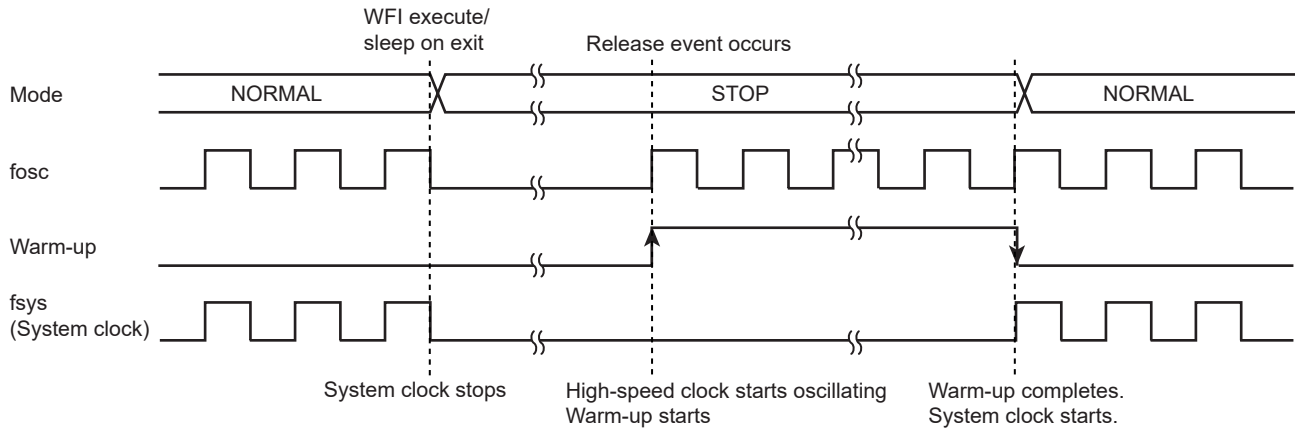 WFI execute/
sleep on exit
Release event occurs
Mode
NORMAL
STOP
NORMAL
fosc
Warm-up
fsys
(System clock)
System clock stops
High-speed clock starts oscillating
Warm-up starts
Warm-up completes.
System clock starts.